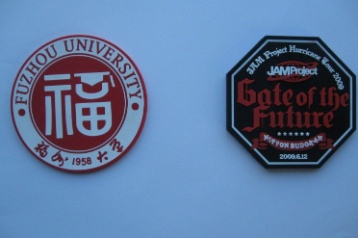 FUZHOU UNIVERSITY
福
福州 1958 大学
JAM Project Hurricane Tour 2009
JAM Project
Gate of the
Future
★★★★★★
NIPPON BUDOKAN
2009.6.12